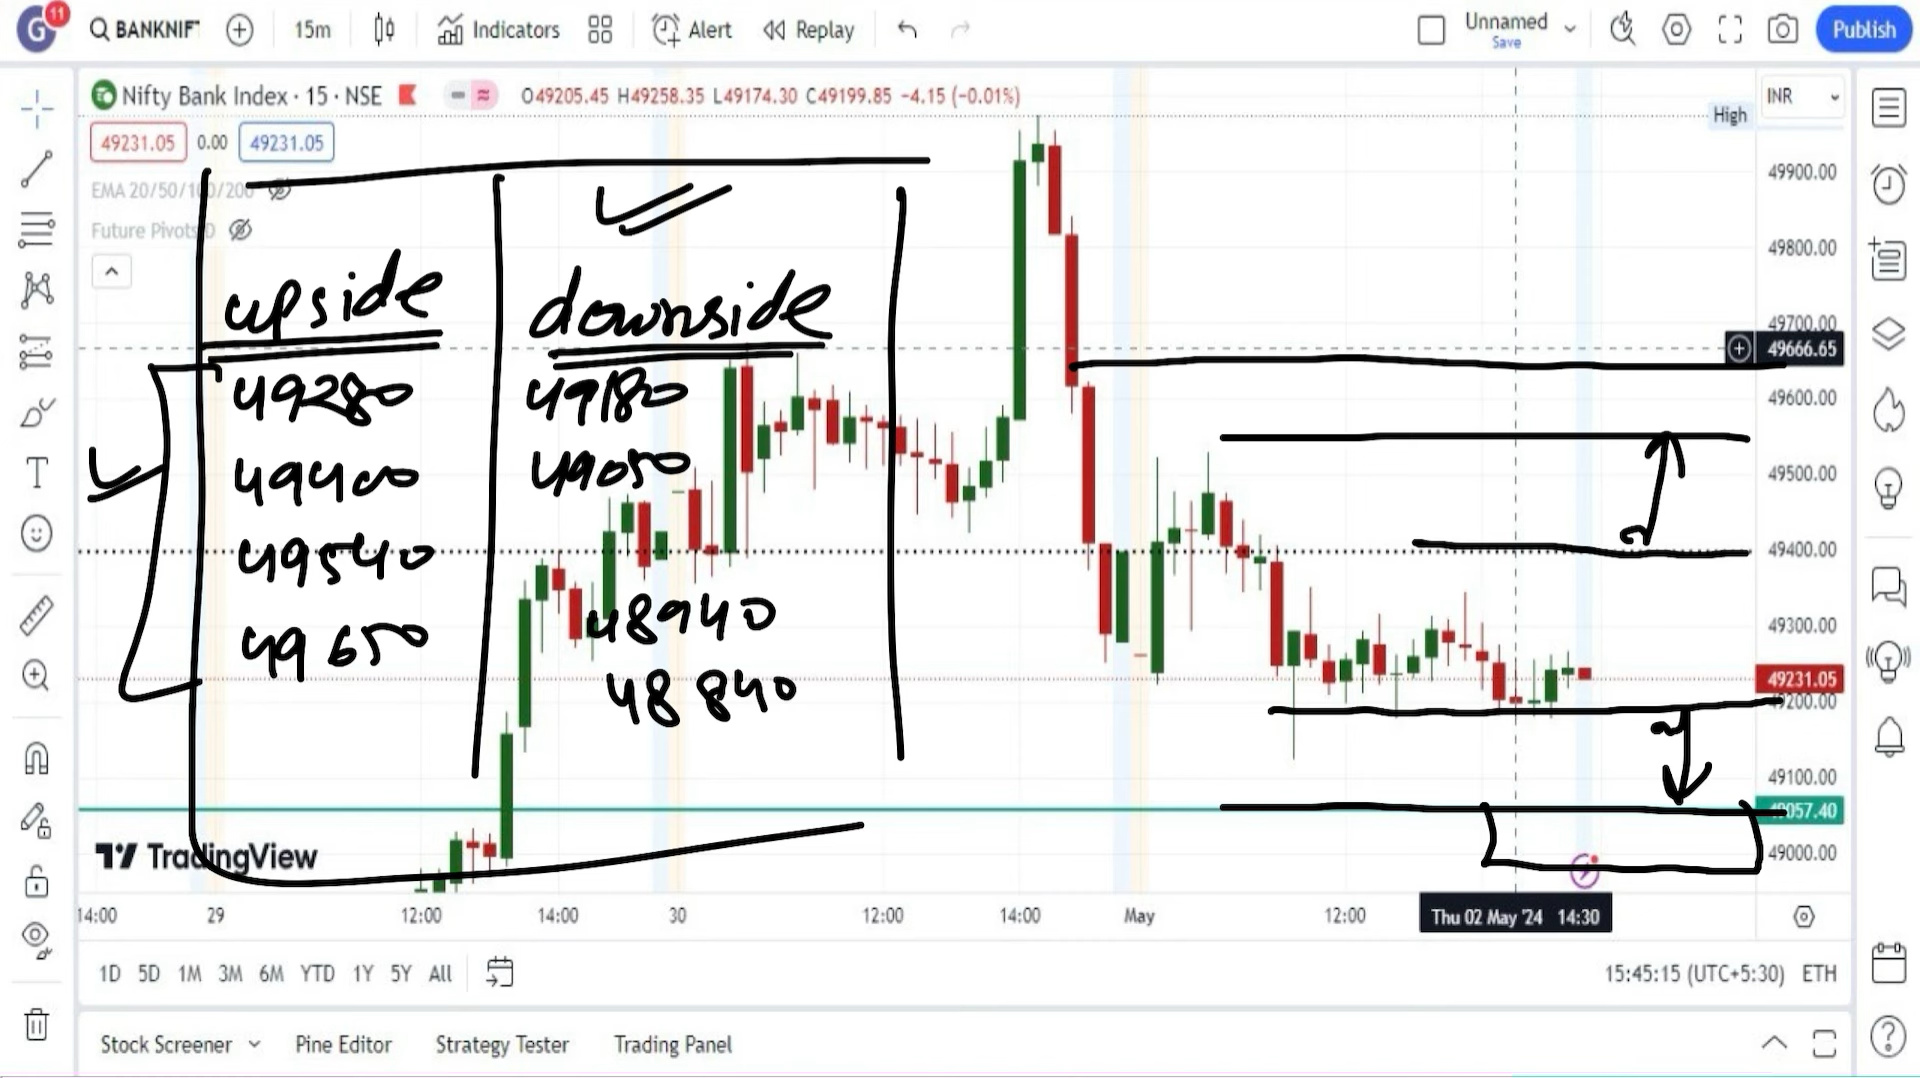 G 11 BANKNIF 15m Indicators Alert Replay Unnamed Save Publish
Nifty Bank Index · 15 · NSE O49205.45 H49258.35 L49174.30 C49199.85 −4.15 (−0.01%) INR
High
49231.05 0.00 49231.05
EMA 20/50/100/200
Future Pivots D
upside downside
49280 49180
49400 49050
49540
49650 48940
48840
49900.00
49800.00
49700.00
49666.65
49600.00
49500.00
49400.00
49300.00
49231.05
49200.00
49100.00
49057.40
49000.00
TradingView
14:00 29 12:00 14:00 30 12:00 14:00 May 12:00 Thu 02 May '24 14:30
1D 5D 1M 3M 6M YTD 1Y 5Y All 15:45:15 (UTC+5:30) ETH
Stock Screener Pine Editor Strategy Tester Trading Panel